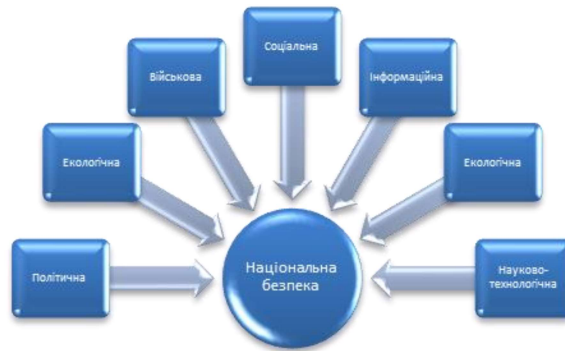 Соціальна
Військова
Інформаційна
Екологічна
Екологічна
Політична
Національна
безпека
Науково-
технологічна